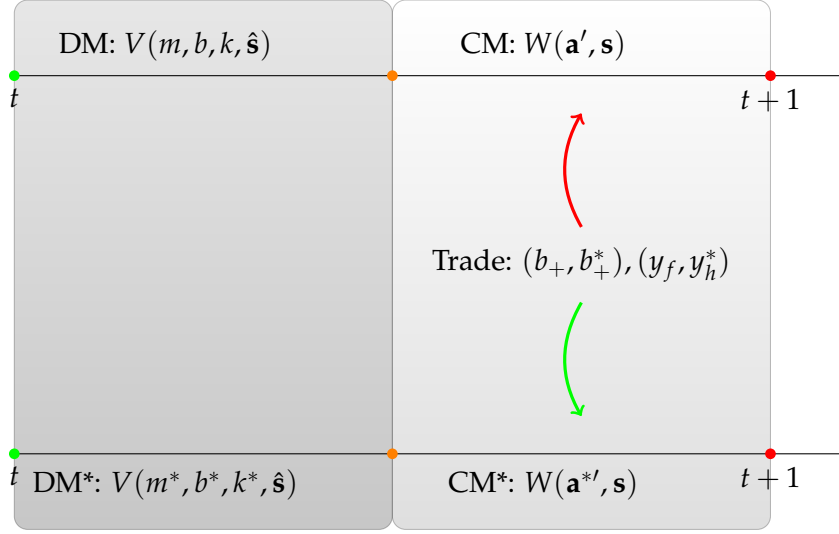 DM: V(m, b, k, ŝ)
CM: W(a′, s)
t
t + 1
Trade: (b₊, b₊*), (y_f, y_h*)
t
DM*: V(m*, b*, k*, ŝ)
CM*: W(a*′, s)
t + 1